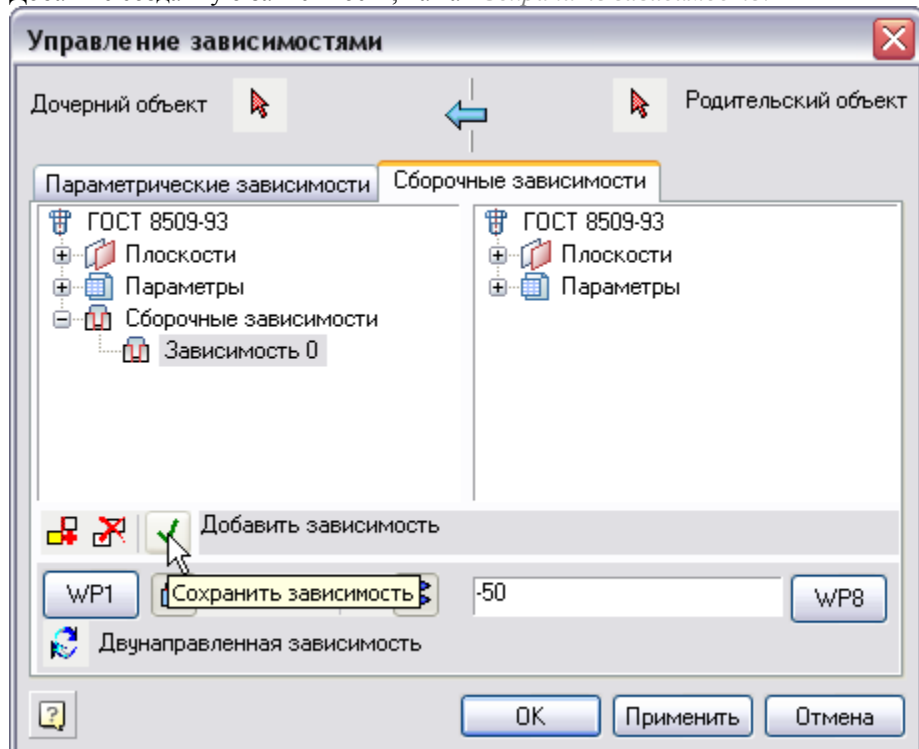 Управление зависимостями
Дочерний объект
Родительский объект
Параметрические зависимости
Сборочные зависимости
ГОСТ 8509-93
Плоскости
Параметры
Сборочные зависимости
Зависимость 0
ГОСТ 8509-93
Плоскости
Параметры
Добавить зависимость
WP1
Сохранить зависимость
-50
WP8
Двунаправленная зависимость
OK
Применить
Отмена